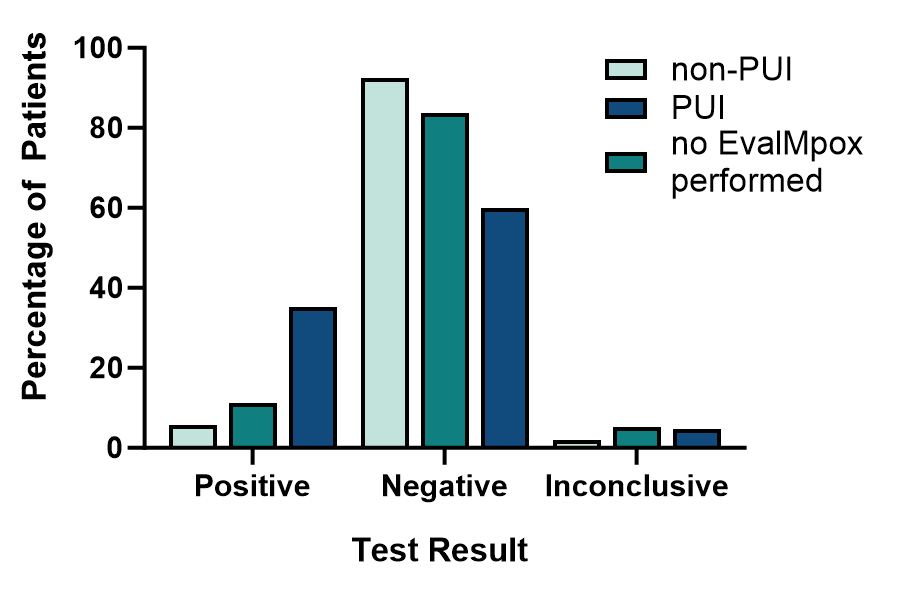 Percentage of Patients
100
80
60
40
20
0
non-PUI
PUI
no EvalMpox
performed
Positive
Negative
Inconclusive
Test Result